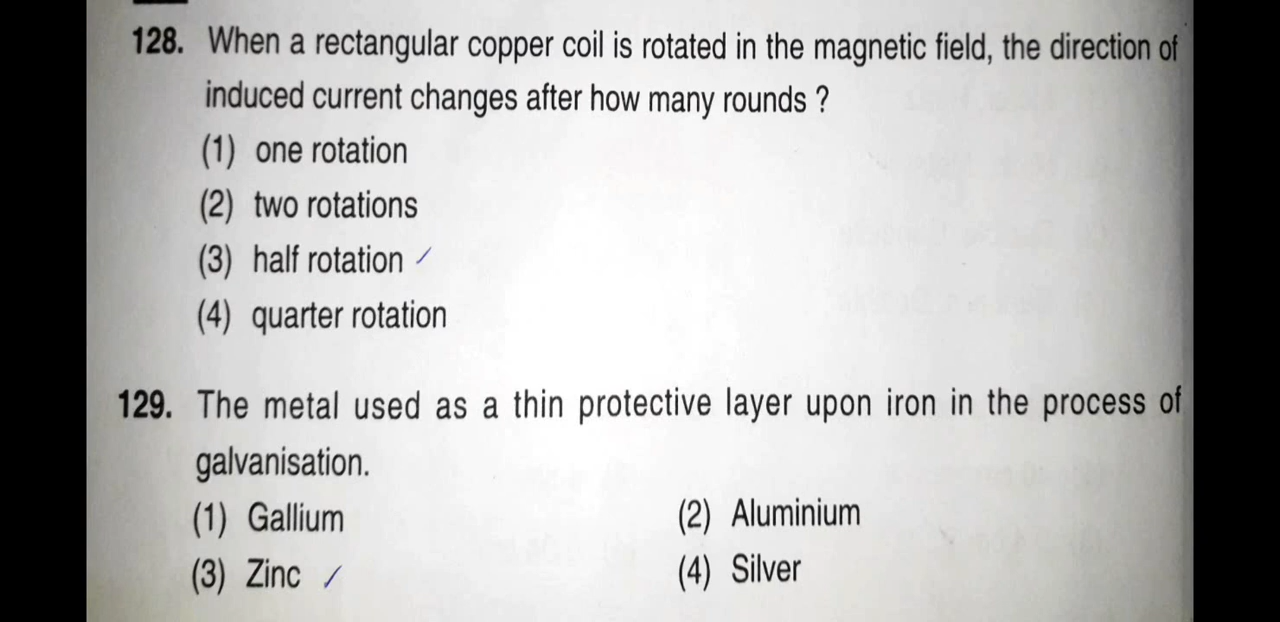 128. When a rectangular copper coil is rotated in the magnetic field, the direction of
induced current changes after how many rounds ?
(1) one rotation
(2) two rotations
(3) half rotation
(4) quarter rotation
129. The metal used as a thin protective layer upon iron in the process of
galvanisation.
(1) Gallium (2) Aluminium
(3) Zinc (4) Silver